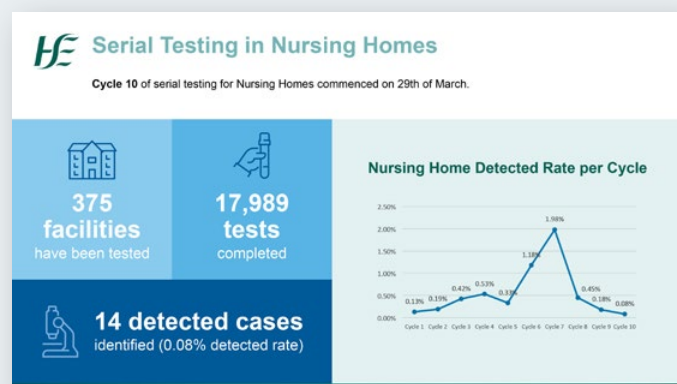 HSE
Serial Testing in Nursing Homes
Cycle 10 of serial testing for Nursing Homes commenced on 29th of March.
375
facilities
have been tested
17,989
tests
completed
14 detected cases
identified (0.08% detected rate)
Nursing Home Detected Rate per Cycle
2.50%
2.00%
1.50%
1.00%
0.50%
0.00%
0.13%
0.19%
0.42%
0.53%
0.33%
1.18%
1.98%
0.45%
0.18%
0.08%
Cycle 1
Cycle 2
Cycle 3
Cycle 4
Cycle 5
Cycle 6
Cycle 7
Cycle 8
Cycle 9
Cycle 10